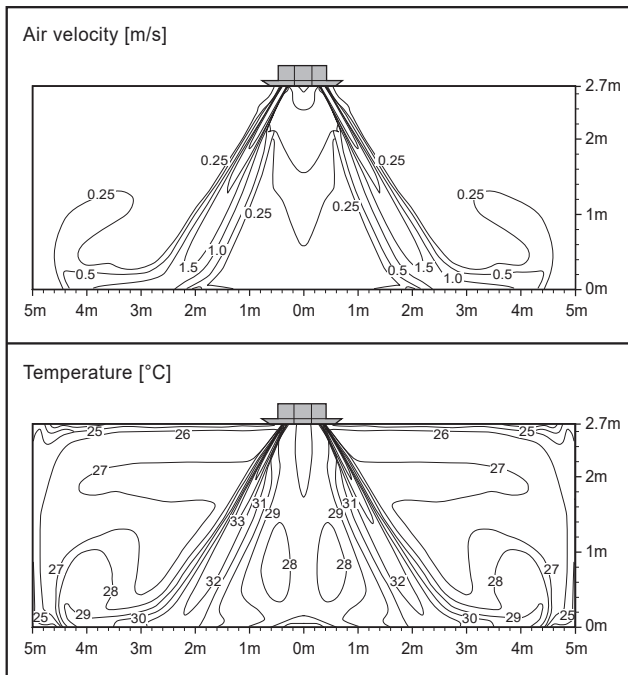 Air velocity [m/s]
2.7m
2m
0.25 0.25
0.25 0.25
1m
0.25 0.25
1.0
0.5 1.5 0.5 1.5 0.5
1.0
0m
5m 4m 3m 2m 1m 0m 1m 2m 3m 4m 5m
Temperature [°C]
2.7m
25 26 26 25
27 27
2m
31 31
33 29 29
1m
27 28 28 28 28 27
32 32
25 29 30 30 29 25
0m
5m 4m 3m 2m 1m 0m 1m 2m 3m 4m 5m